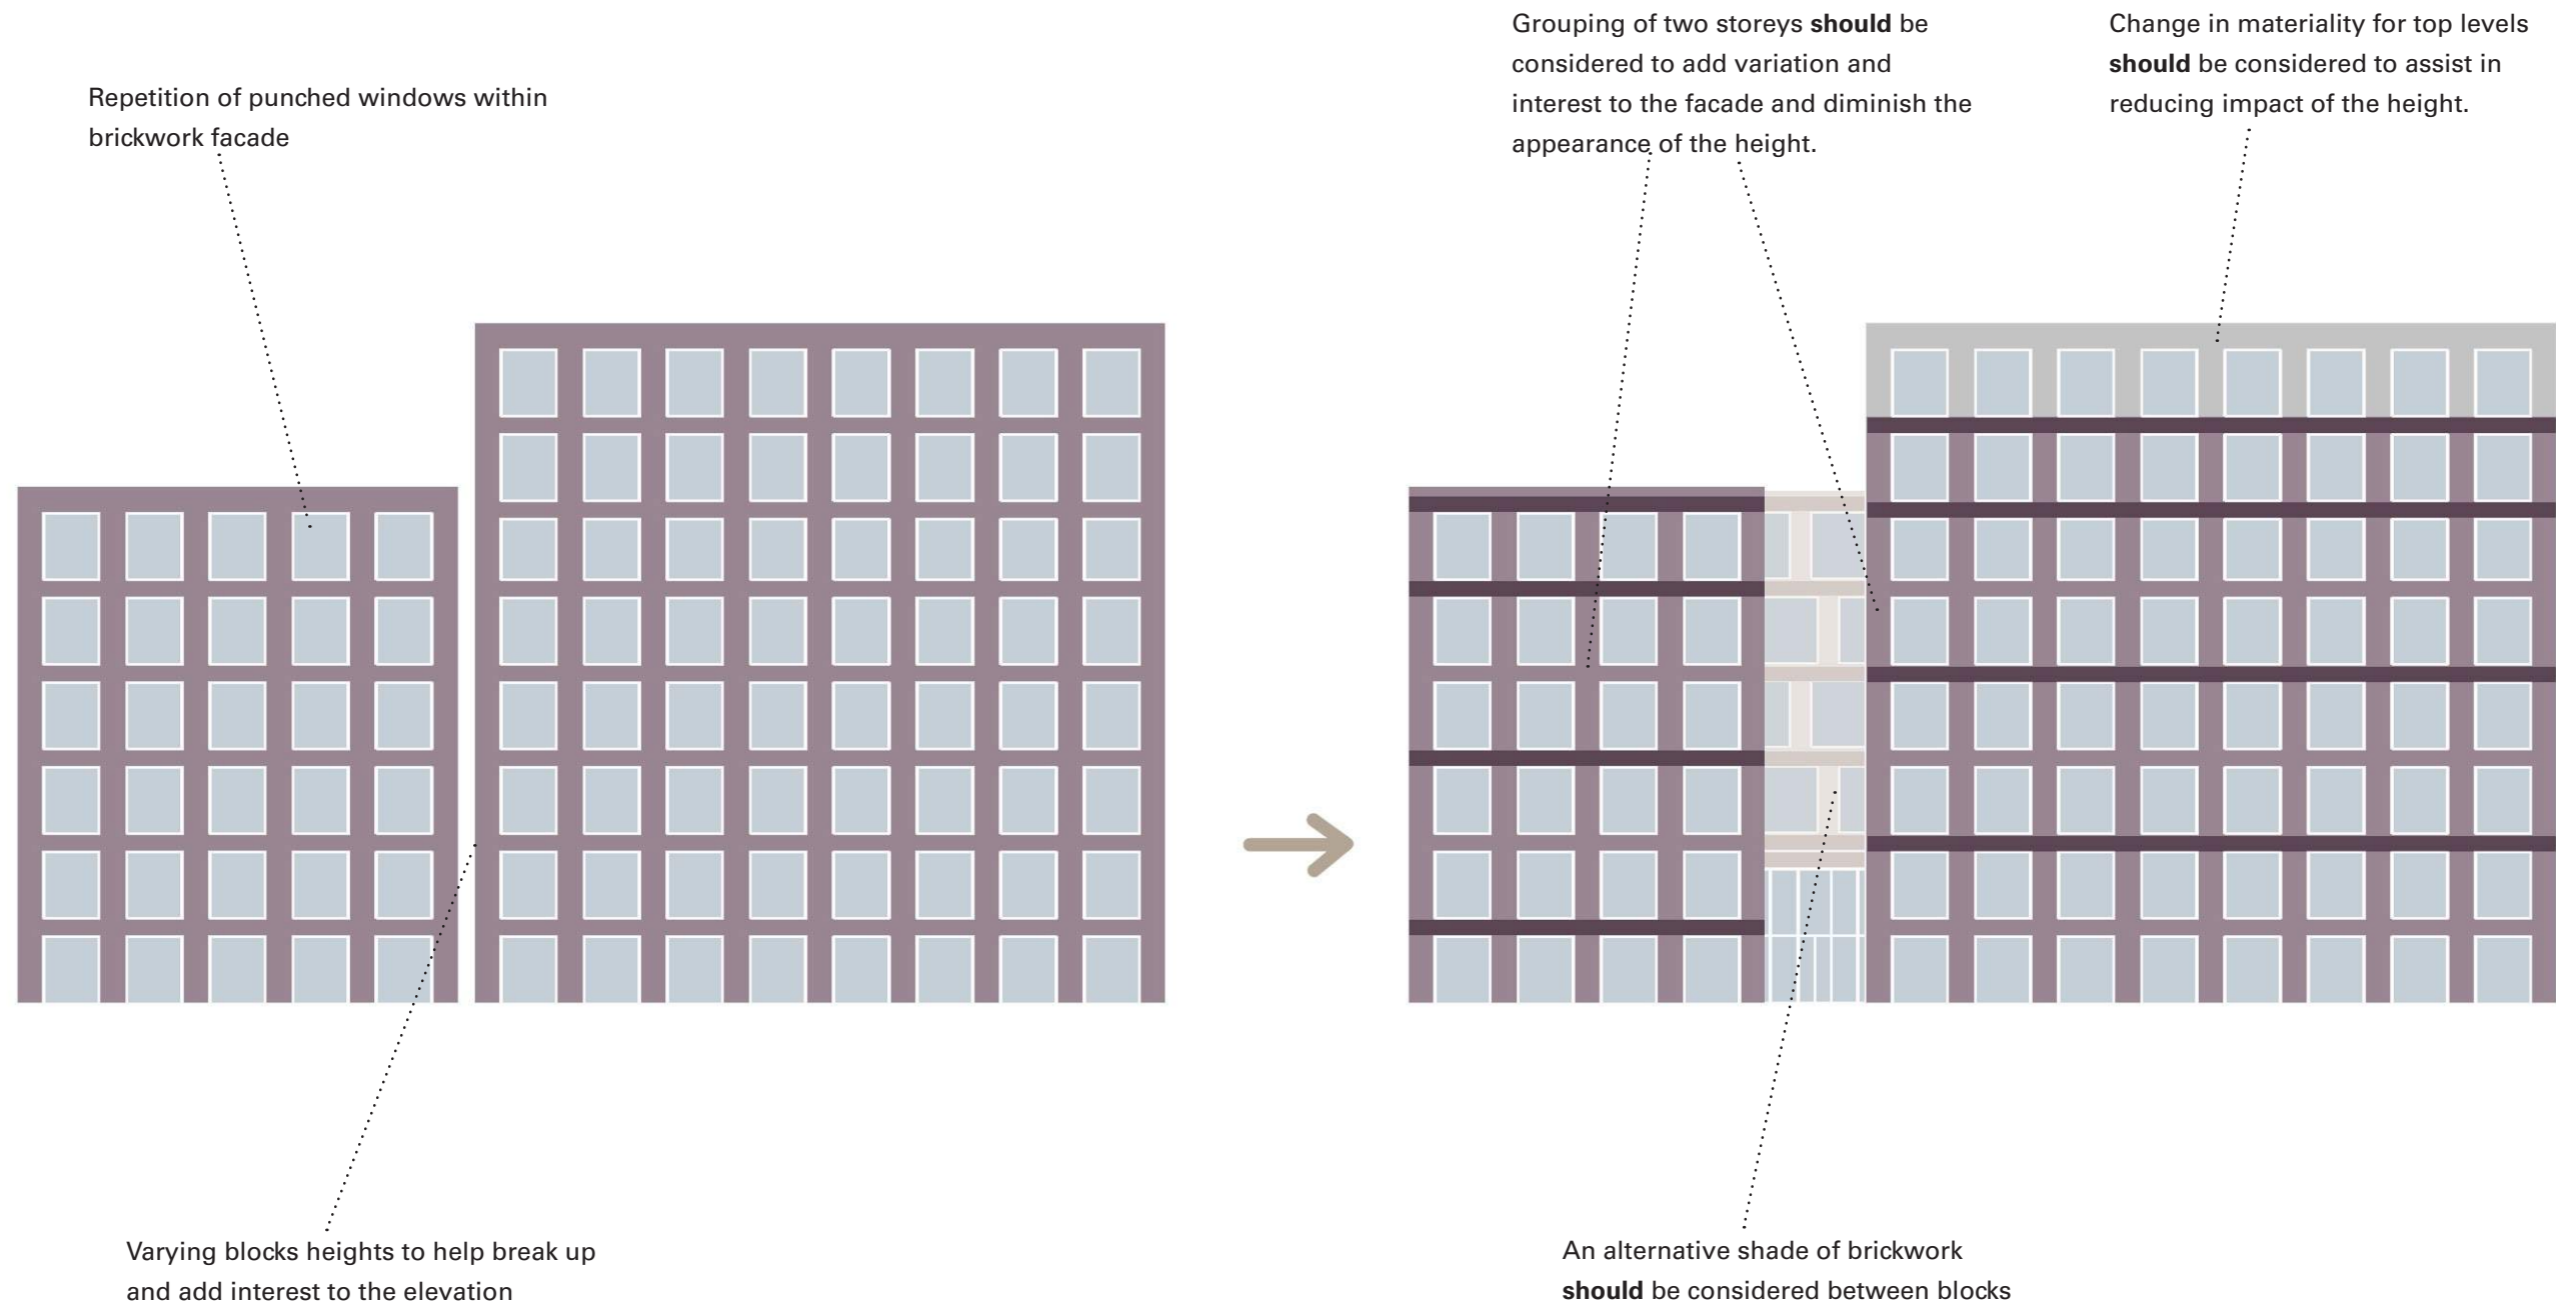 Repetition of punched windows within
brickwork facade
Grouping of two storeys should be
considered to add variation and
interest to the facade and diminish the
appearance of the height.
Change in materiality for top levels
should be considered to assist in
reducing impact of the height.
Varying blocks heights to help break up
and add interest to the elevation
An alternative shade of brickwork
should be considered between blocks